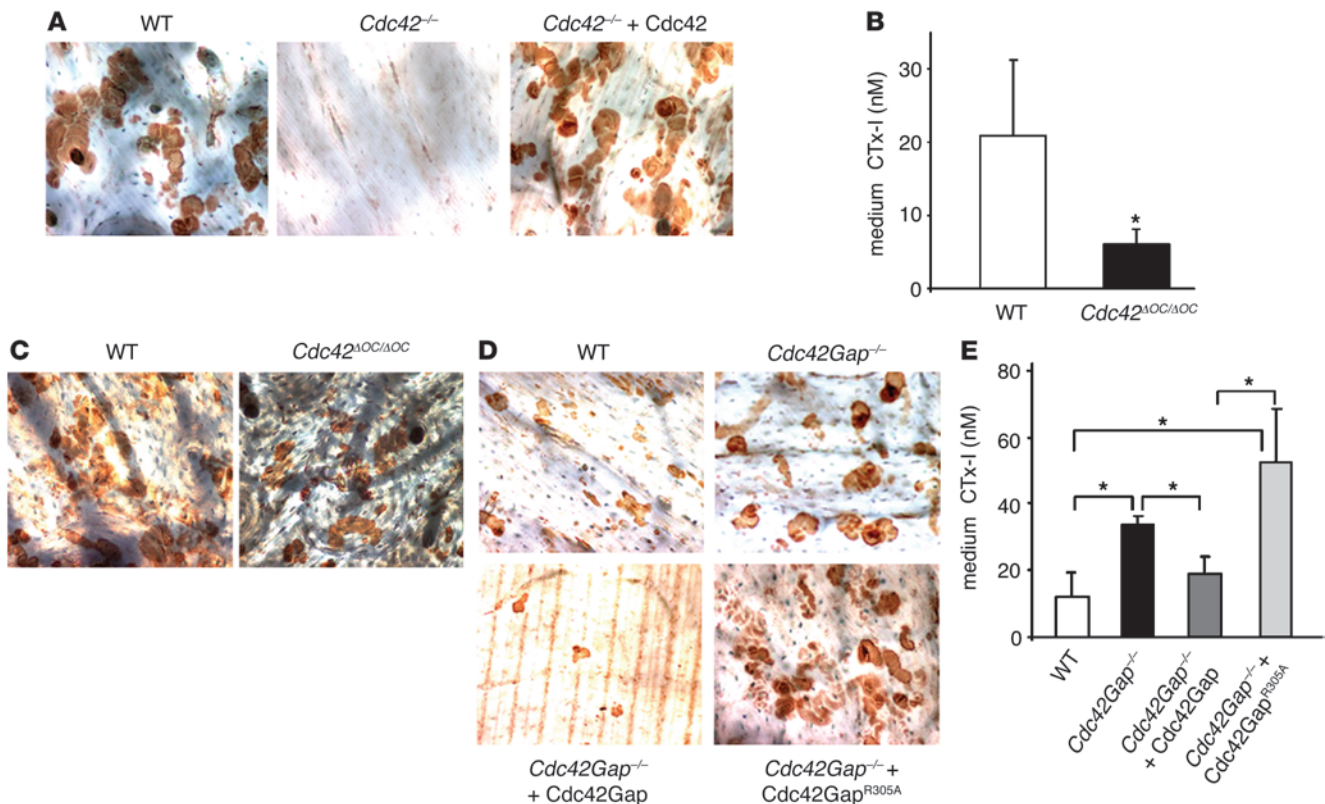 A
WT
Cdc42–/–
Cdc42–/– + Cdc42
B
medium CTx-I (nM)
30
20
10
0
*
WT
Cdc42ΔOC/ΔOC
C
WT
Cdc42ΔOC/ΔOC
D
WT
Cdc42Gap–/–
Cdc42Gap–/–
+ Cdc42Gap
Cdc42Gap–/– +
Cdc42GapR305A
E
medium CTx-I (nM)
80
60
40
20
0
*
*
*
*
WT
Cdc42Gap–/–
Cdc42Gap–/–
+ Cdc42Gap
Cdc42Gap–/– +
Cdc42GapR305A